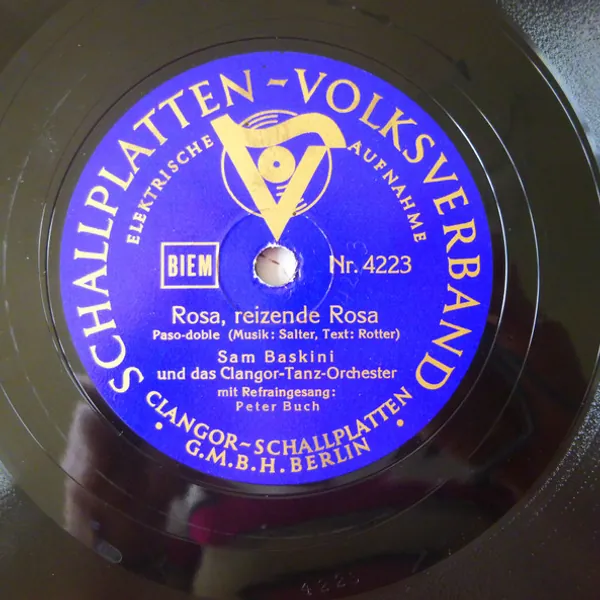 SCHALLPLATTEN-VOLKSVERBAND
ELEKTRISCHE AUFNAHME
BIEM
Nr. 4223
Rosa, reizende Rosa
Paso-doble (Musik: Salter, Text: Rotter)
Sam Baskini
und das Clangor-Tanz-Orchester
mit Refraingesang:
Peter Buch
CLANGOR-SCHALLPLATTEN
G.M.B.H. BERLIN
4223